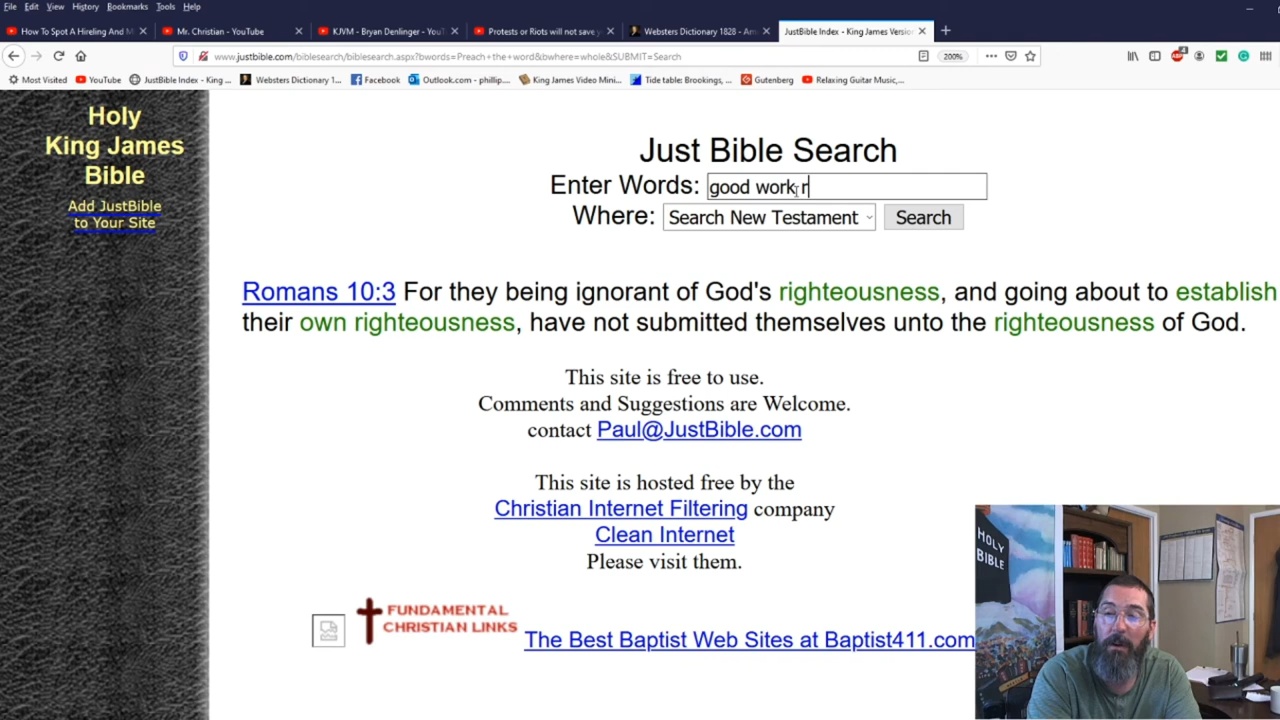 File Edit View History Bookmarks Tools Help
How To Spot A Hireling And M
Mr. Christian - YouTube
KJVM - Bryan Denlinger - You
Protests or Riots will not save y
Websters Dictionary 1828 - Am
JustBible Index - King James Versio
www.justbible.com/biblesearch/biblesearch.aspx?bwords=Preach+the+word&bwhere=whole&SUBMIT=Search
200%
Most Visited
YouTube
JustBible Index - King ...
Websters Dictionary 1...
Facebook
Outlook.com - phillip....
King James Video Mini...
Tide table: Brookings, ...
Gutenberg
Relaxing Guitar Music,...
Holy
King James
Bible
Add JustBible
to Your Site
Just Bible Search
Enter Words: good work r
Where: Search New Testament Search
Romans 10:3 For they being ignorant of God's righteousness, and going about to establish
their own righteousness, have not submitted themselves unto the righteousness of God.
This site is free to use.
Comments and Suggestions are Welcome.
contact Paul@JustBible.com
This site is hosted free by the
Christian Internet Filtering company
Clean Internet
Please visit them.
FUNDAMENTAL
CHRISTIAN LINKS
The Best Baptist Web Sites at Baptist411.com
HOLY
BIBLE